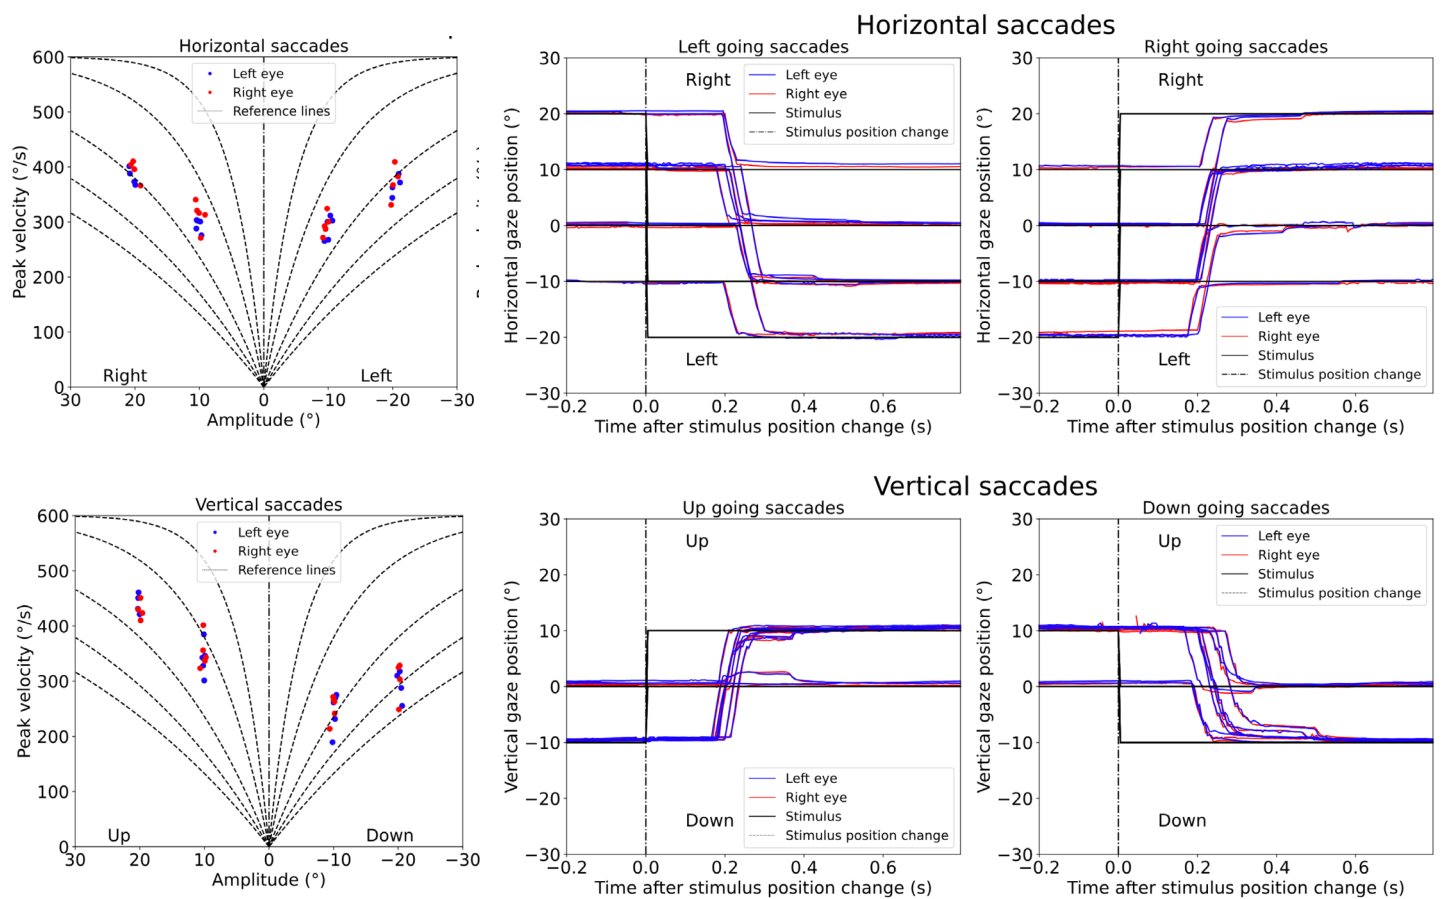 Horizontal saccades
Horizontal saccades
Left going saccades
Right going saccades
Peak velocity (°/s)
600
500
400
300
200
100
0
Left eye
Right eye
Reference lines
Right
Left
30 20 10 0 −10 −20 −30
Amplitude (°)
Horizontal gaze position (°)
30
20
10
0
−10
−20
−30
Right
Left eye
Right eye
Stimulus
Stimulus position change
Left
−0.2 0.0 0.2 0.4 0.6
Time after stimulus position change (s)
Horizontal gaze position (°)
30
20
10
0
−10
−20
−30
Right
Left
Left eye
Right eye
Stimulus
Stimulus position change
−0.2 0.0 0.2 0.4 0.6
Time after stimulus position change (s)
Vertical saccades
Vertical saccades
Up going saccades
Down going saccades
Peak velocity (°/s)
600
500
400
300
200
100
0
Left eye
Right eye
Reference lines
Up
Down
30 20 10 0 −10 −20 −30
Amplitude (°)
Vertical gaze position (°)
30
20
10
0
−10
−20
−30
Up
Left eye
Right eye
Stimulus
Stimulus position change
Down
−0.2 0.0 0.2 0.4 0.6
Time after stimulus position change (s)
Vertical gaze position (°)
30
20
10
0
−10
−20
−30
Up
Left eye
Right eye
Stimulus
Stimulus position change
Down
−0.2 0.0 0.2 0.4 0.6
Time after stimulus position change (s)